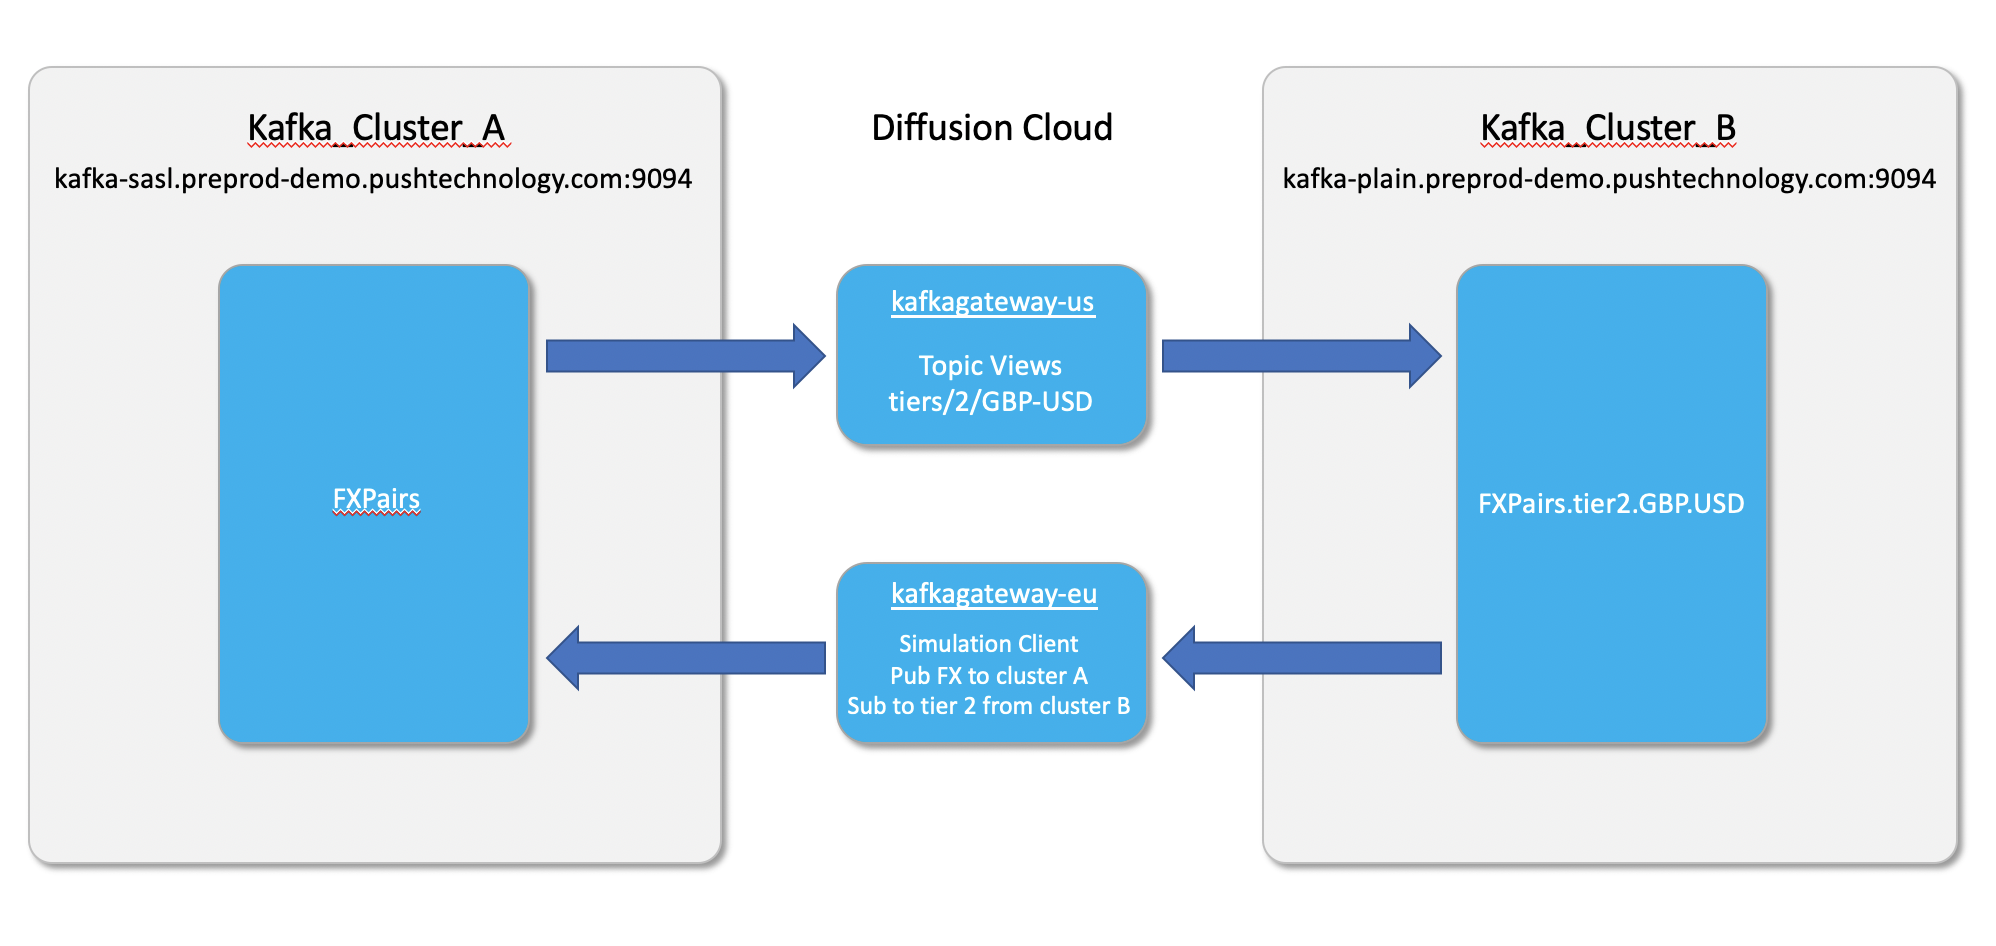 Kafka_Cluster_A
kafka-sasl.preprod-demo.pushtechnology.com:9094
FXPairs
Diffusion Cloud
kafkagateway-us
Topic Views
tiers/2/GBP-USD
kafkagateway-eu
Simulation Client
Pub FX to cluster A
Sub to tier 2 from cluster B
Kafka_Cluster_B
kafka-plain.preprod-demo.pushtechnology.com:9094
FXPairs.tier2.GBP.USD